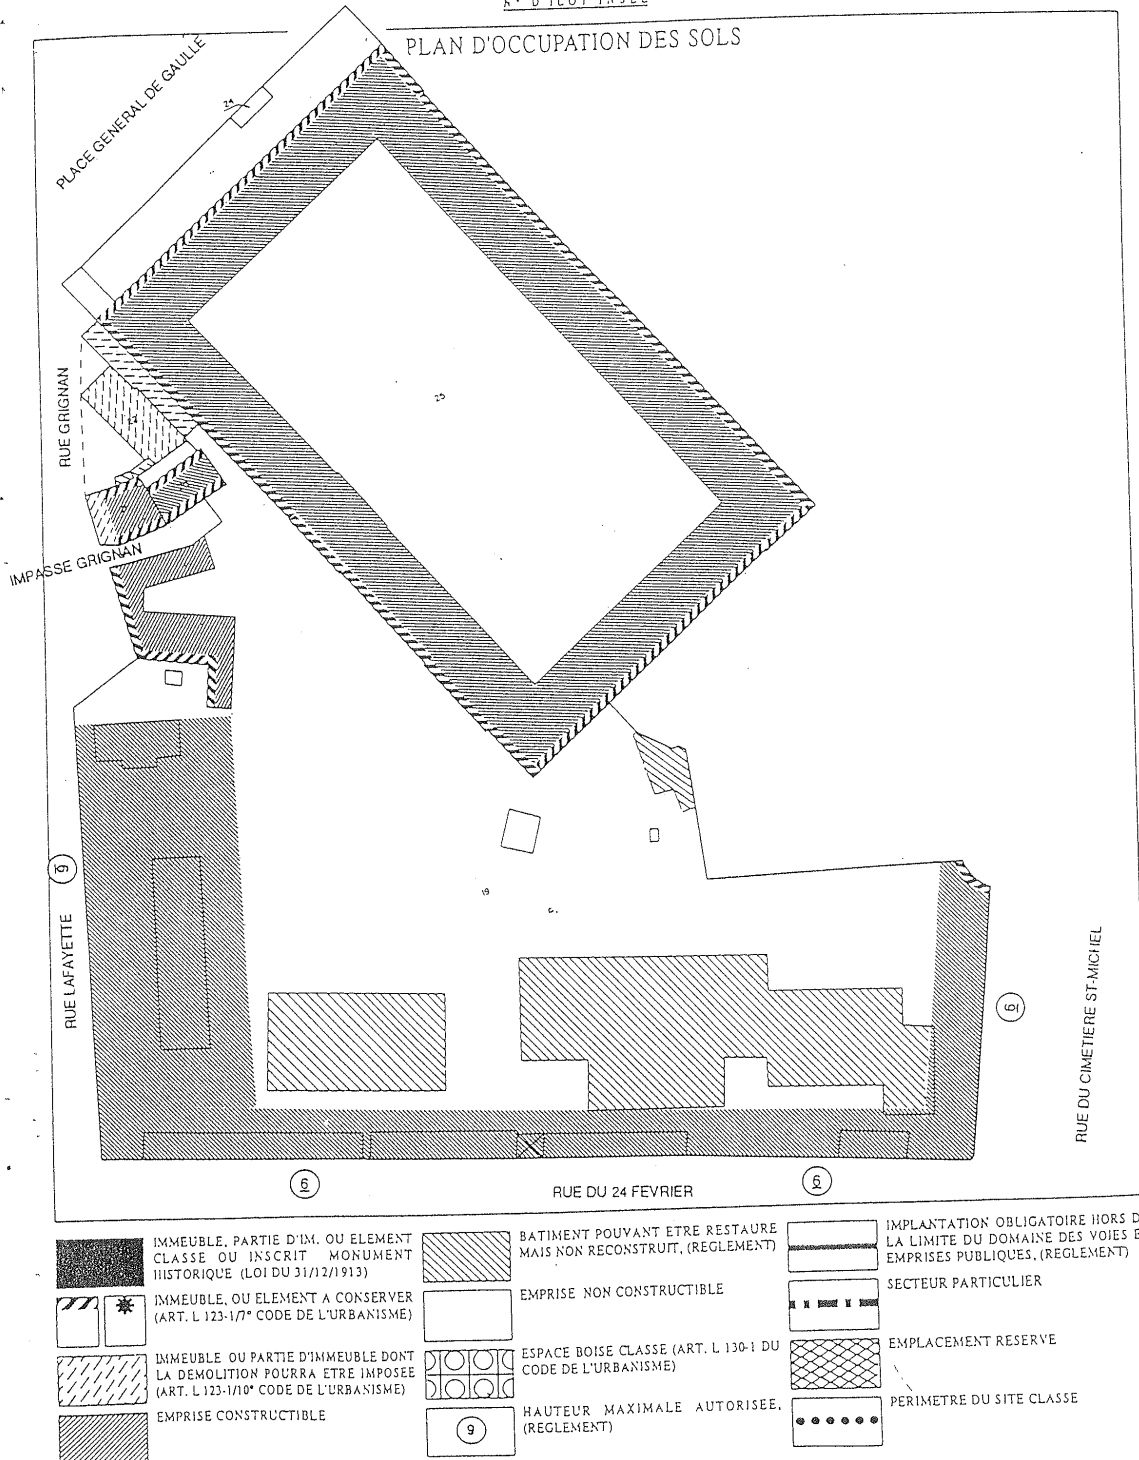 N° D'ILOT INSEE
PLAN D'OCCUPATION DES SOLS
PLACE GENERAL DE GAULLE
24
25
RUE GRIGNAN
IMPASSE GRIGNAN
19
RUE LAFAYETTE
9
6
6
19
RUE DU CIMETIERE ST-MICHEL
RUE DU 24 FEVRIER
IMMEUBLE, PARTIE D'IM. OU ELEMENT
CLASSE OU INSCRIT MONUMENT
HISTORIQUE (LOI DU 31/12/1913)
IMMEUBLE, OU ELEMENT A CONSERVER
(ART. L 123-1/7° CODE DE L'URBANISME)
IMMEUBLE OU PARTIE D'IMMEUBLE DONT
LA DEMOLITION POURRA ETRE IMPOSEE
(ART. L 123-1/10° CODE DE L'URBANISME)
EMPRISE CONSTRUCTIBLE
BATIMENT POUVANT ETRE RESTAURE
MAIS NON RECONSTRUIT, (REGLEMENT)
EMPRISE NON CONSTRUCTIBLE
ESPACE BOISE CLASSE (ART. L 130-1 DU
CODE DE L'URBANISME)
9
HAUTEUR MAXIMALE AUTORISEE,
(REGLEMENT)
IMPLANTATION OBLIGATOIRE HORS D
LA LIMITE DU DOMAINE DES VOIES E
EMPRISES PUBLIQUES, (REGLEMENT)
SECTEUR PARTICULIER
EMPLACEMENT RESERVE
PERIMETRE DU SITE CLASSE